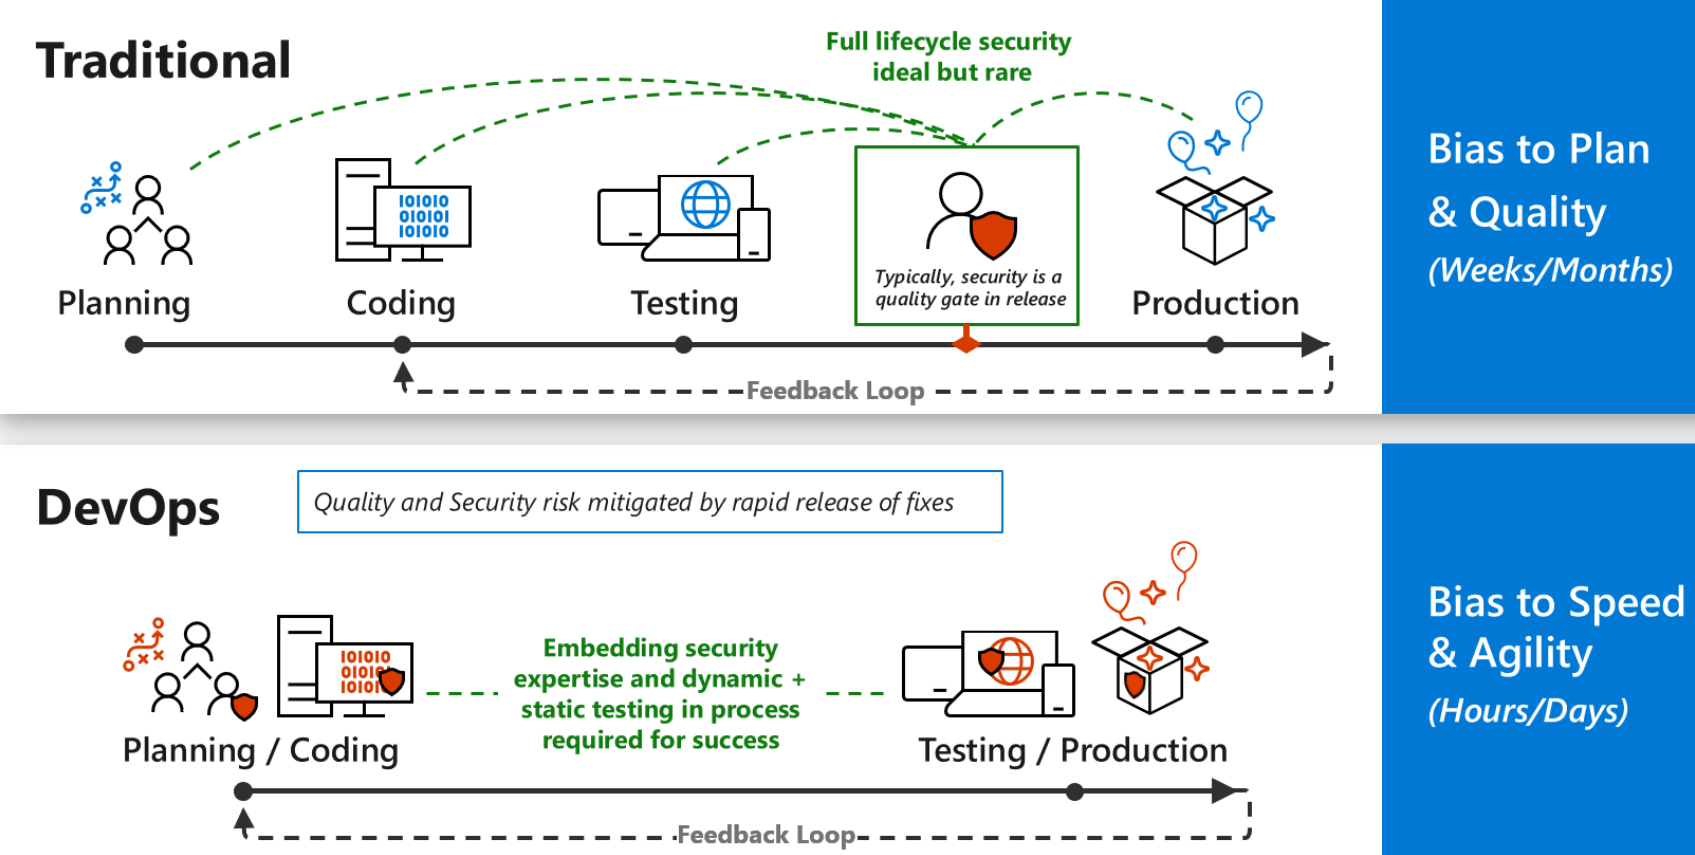 Traditional
Full lifecycle security
ideal but rare
101010
010101
101010
Typically, security is a
quality gate in release
Planning
Coding
Testing
Production
Feedback Loop
Bias to Plan
& Quality
(Weeks/Months)
DevOps
Quality and Security risk mitigated by rapid release of fixes
101010
Embedding security
expertise and dynamic +
static testing in process
required for success
Planning / Coding
Testing / Production
Feedback Loop
Bias to Speed
& Agility
(Hours/Days)